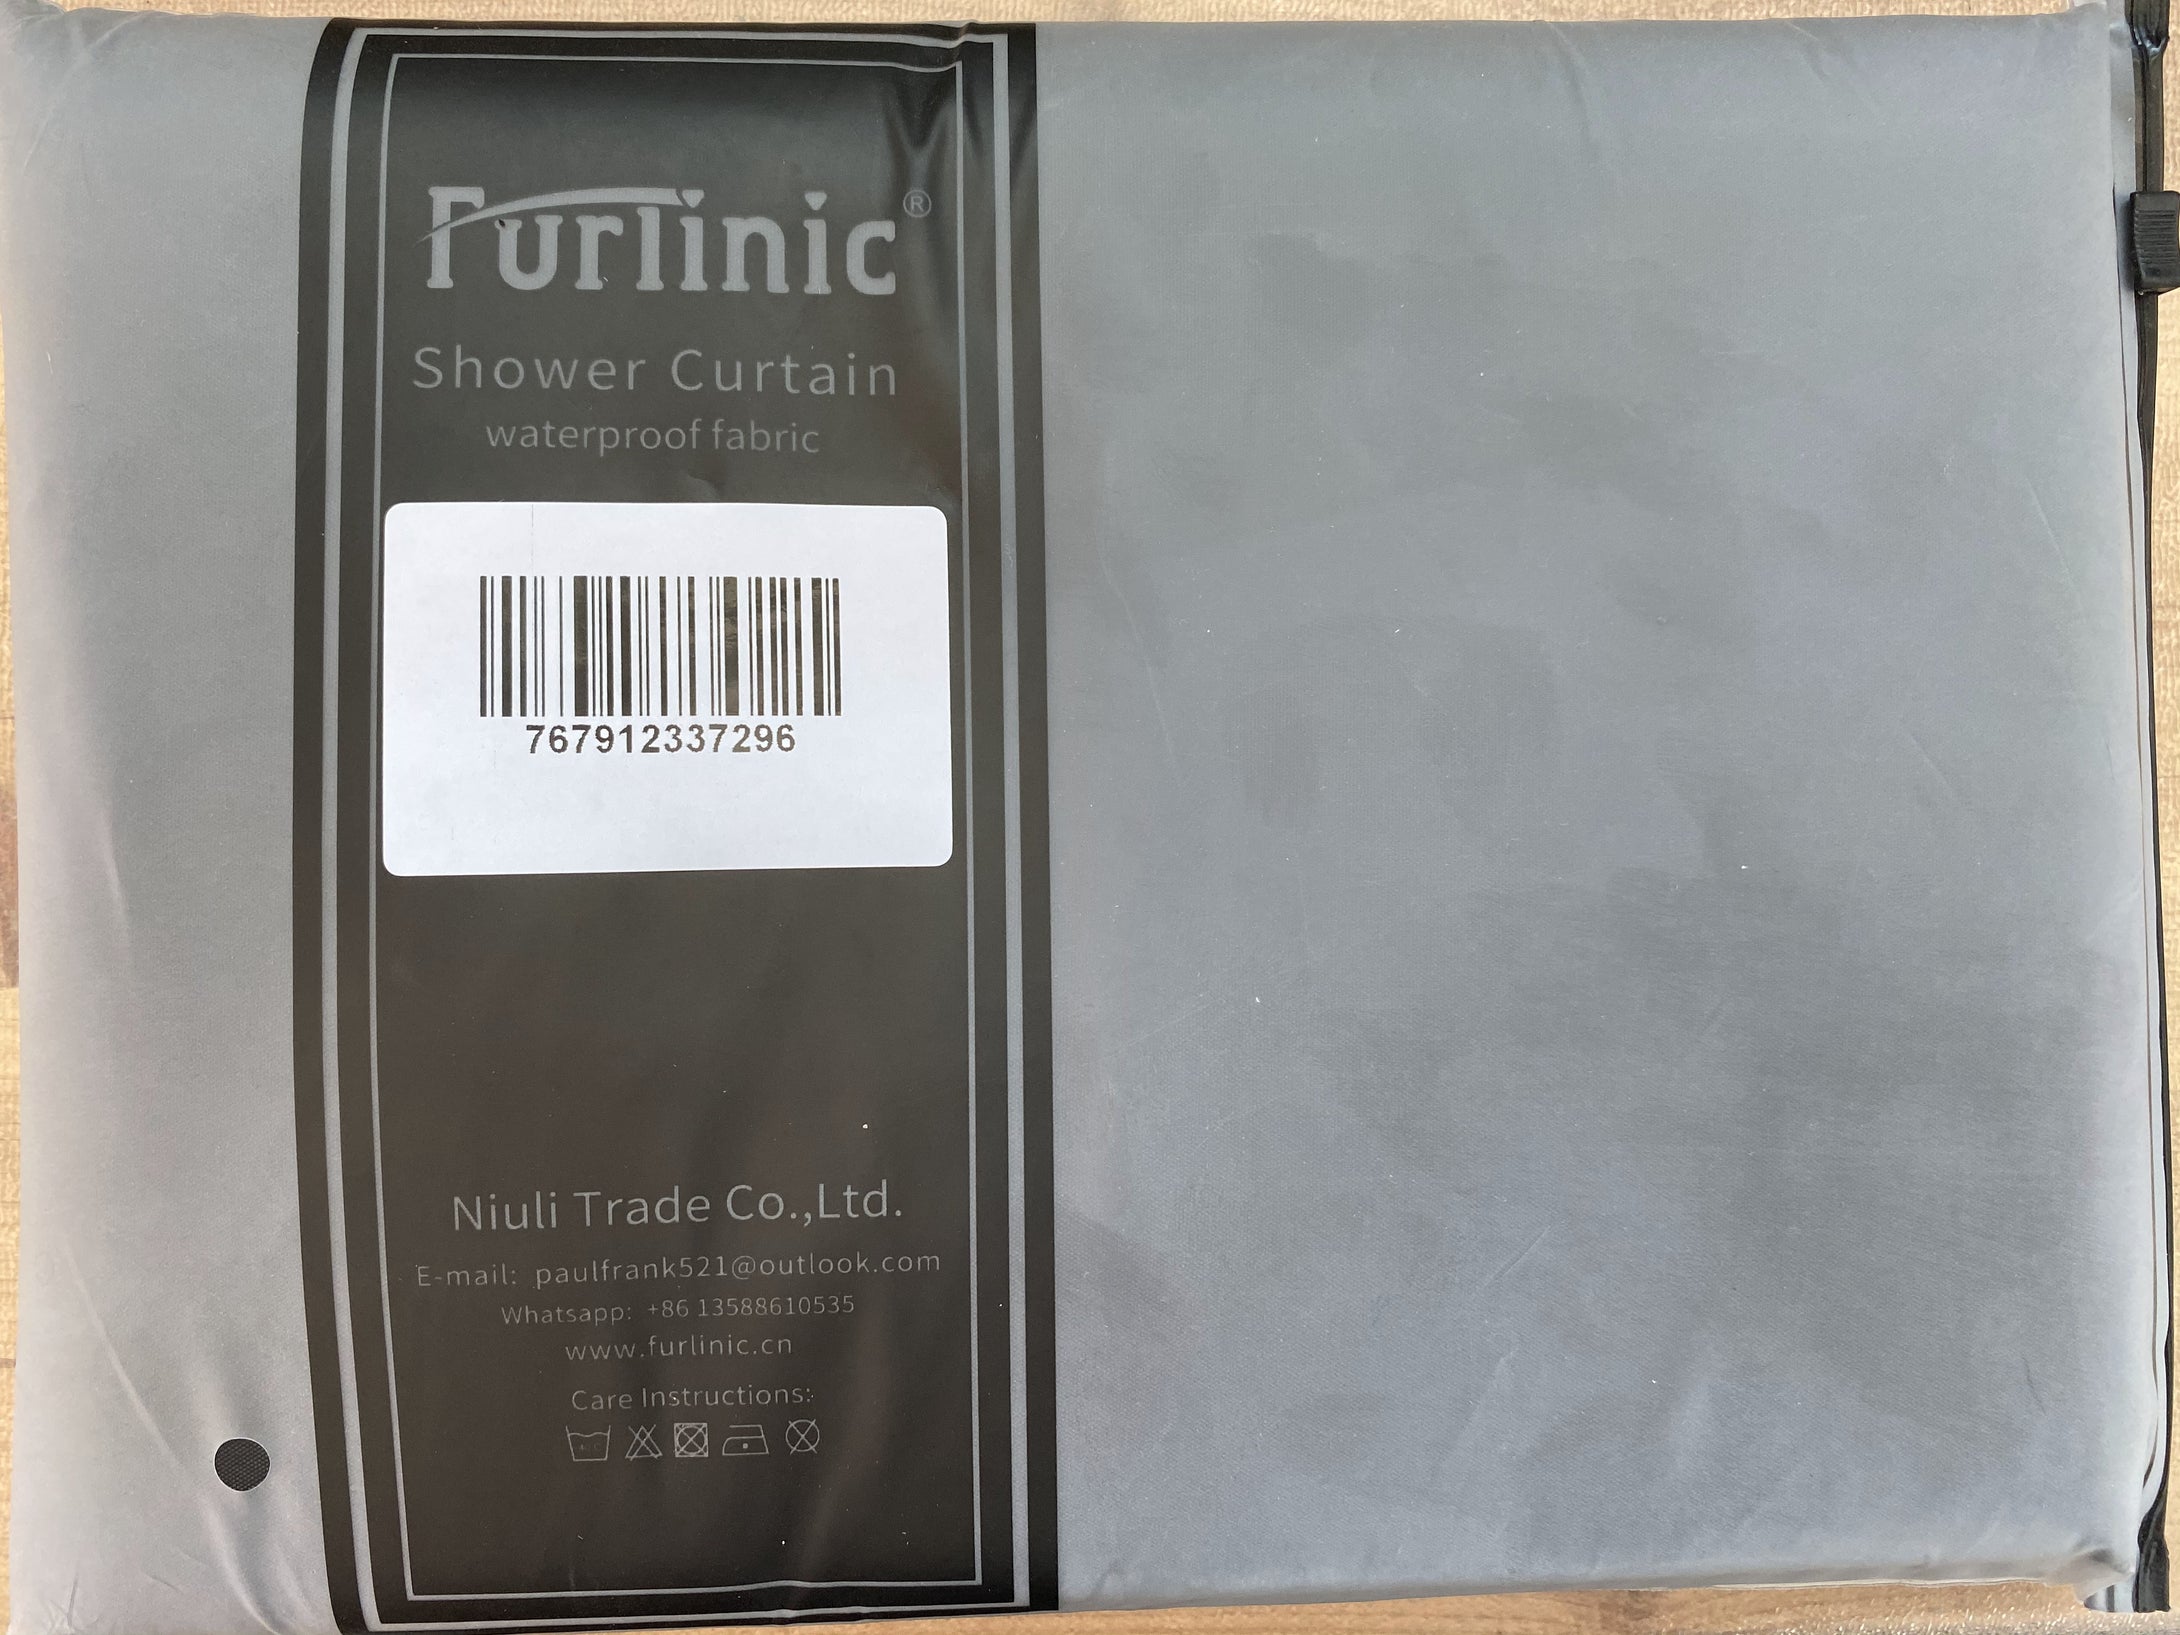 Furlinic®
Shower Curtain
waterproof fabric
767912337296
Niuli Trade Co.,Ltd.
E-mail: paulfrank521@outlook.com
Whatsapp: +86 13588610535
www.furlinic.cn
Care Instructions: